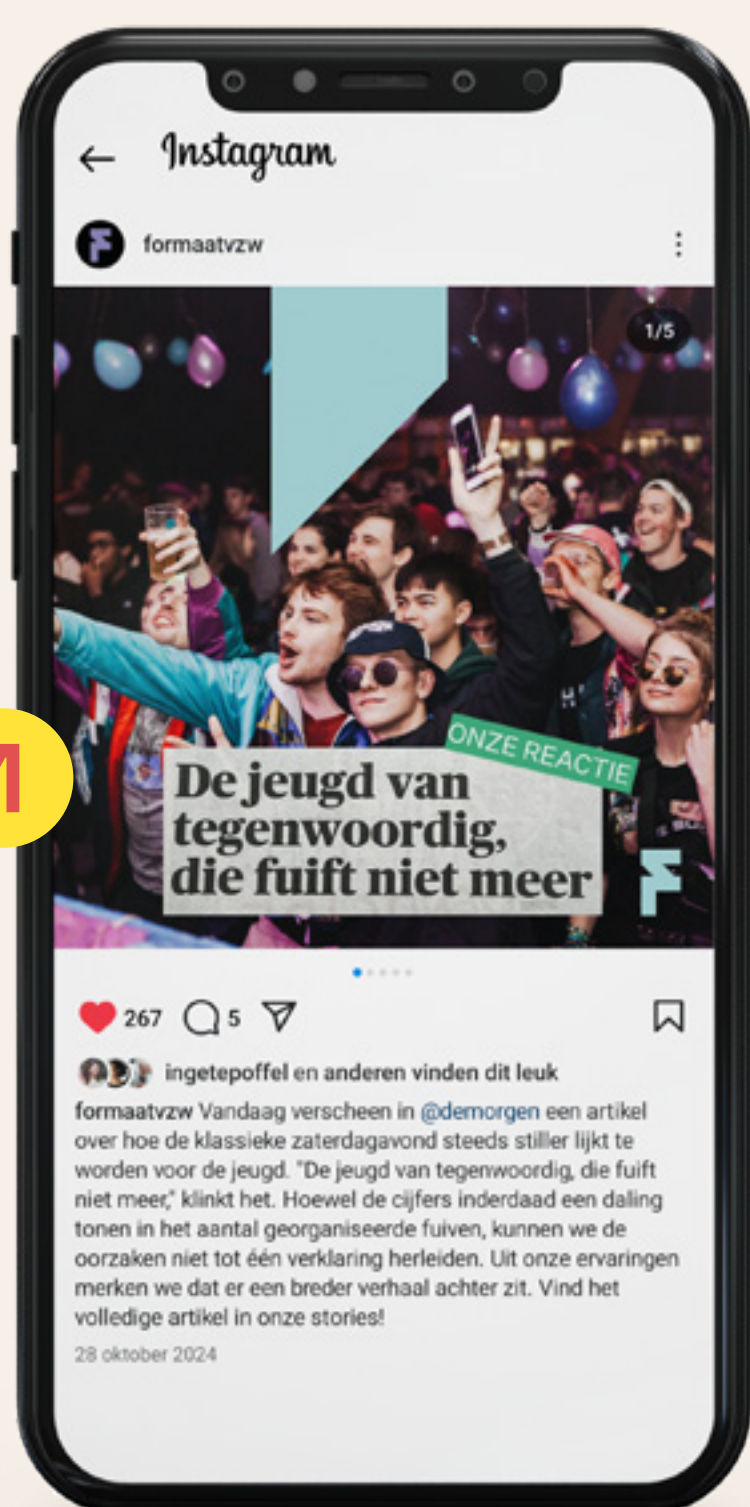 Instagram
formaatvzw
1/5
ONZE REACTIE
De jeugd van
tegenwoordig,
die fuift niet meer
267 5
ingetepoffel en anderen vinden dit leuk
formaatvzw Vandaag verscheen in @demorgen een artikel
over hoe de klassieke zaterdagavond steeds stiller lijkt te
worden voor de jeugd. "De jeugd van tegenwoordig, die fuift
niet meer," klinkt het. Hoewel de cijfers inderdaad een daling
tonen in het aantal georganiseerde fuiven, kunnen we de
oorzaken niet tot één verklaring herleiden. Uit onze ervaringen
merken we dat er een breder verhaal achter zit. Vind het
volledige artikel in onze stories!
28 oktober 2024